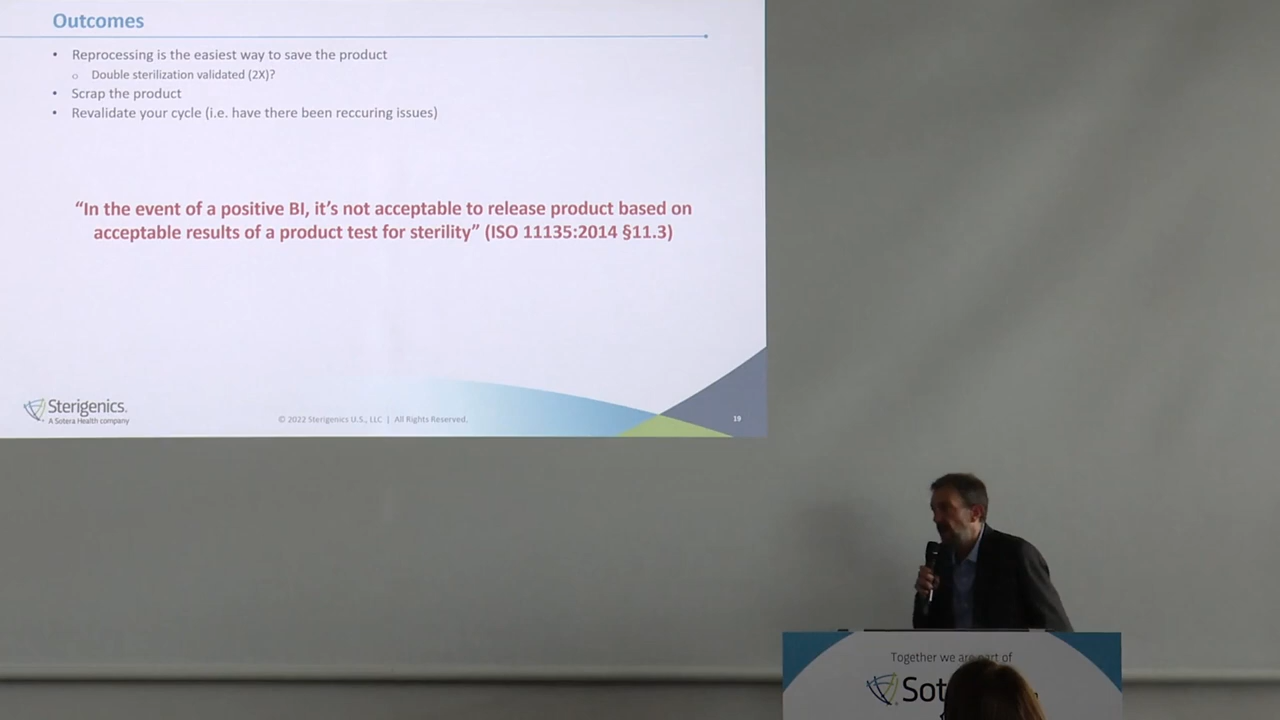 Outcomes
• Reprocessing is the easiest way to save the product
o Double sterilization validated (2X)?
• Scrap the product
• Revalidate your cycle (i.e. have there been reccuring issues)
“In the event of a positive BI, it’s not acceptable to release product based on
acceptable results of a product test for sterility” (ISO 11135:2014 §11.3)
Sterigenics.
A Sotera Health company
© 2022 Sterigenics U.S., LLC | All Rights Reserved.
19
Together we are part of
Sot